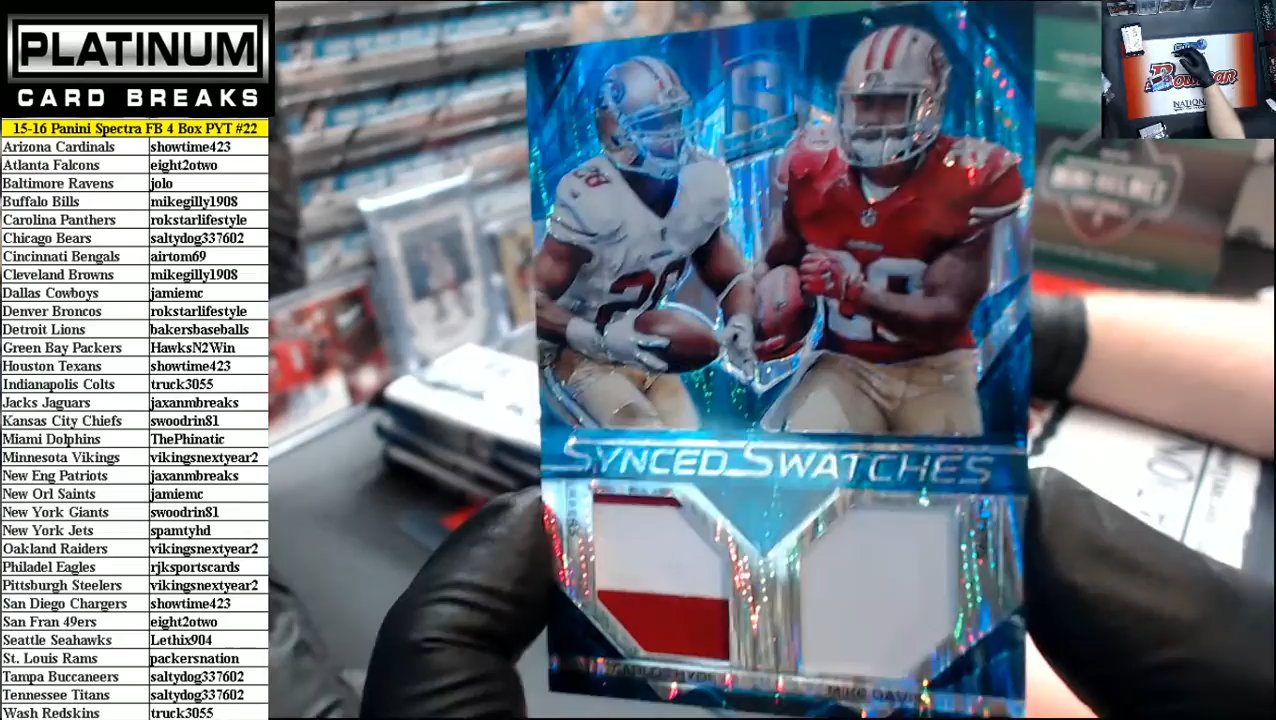 PLATINUM
CARD BREAKS
15-16 Panini Spectra FB 4 Box PYT #22
Arizona Cardinals showtime423
Atlanta Falcons eight2otwo
Baltimore Ravens jolo
Buffalo Bills mikegilly1908
Carolina Panthers rokstarlifestyle
Chicago Bears saltydog337602
Cincinnati Bengals airtom69
Cleveland Browns mikegilly1908
Dallas Cowboys jamiemc
Denver Broncos rokstarlifestyle
Detroit Lions bakersbaseballs
Green Bay Packers HawksN2Win
Houston Texans showtime423
Indianapolis Colts truck3055
Jacks Jaguars jaxanmbreaks
Kansas City Chiefs swoodrin81
Miami Dolphins ThePhinatic
Minnesota Vikings vikingsnextyear2
New Eng Patriots jaxanmbreaks
New Orl Saints jamiemc
New York Giants swoodrin81
New York Jets spamtyhd
Oakland Raiders vikingsnextyear2
Philadel Eagles rjksportscards
Pittsburgh Steelers vikingsnextyear2
San Diego Chargers showtime423
San Fran 49ers eight2otwo
Seattle Seahawks Lethix904
St. Louis Rams packersnation
Tampa Buccaneers saltydog337602
Tennessee Titans saltydog337602
Wash Redskins truck3055
S
28
28
SYNCED SWATCHES
MIKE DAVIS
Bowman